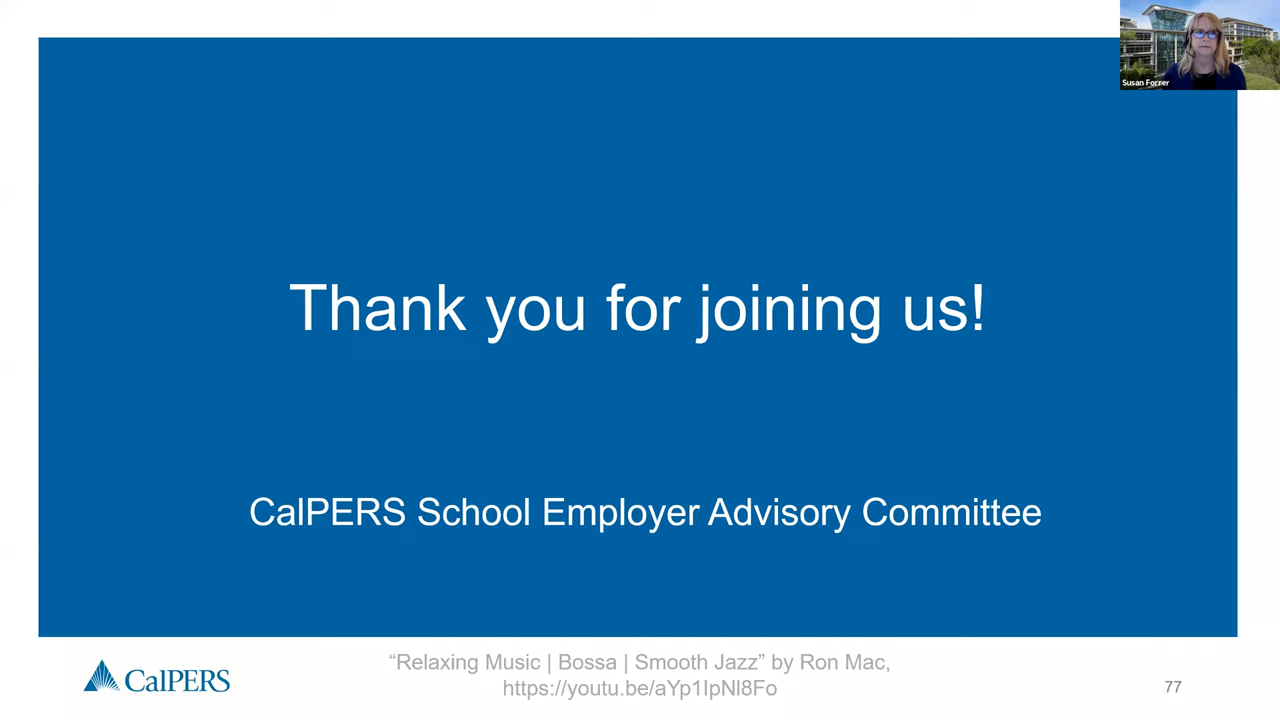 Susan Forrer
Thank you for joining us!
CalPERS School Employer Advisory Committee
CalPERS
“Relaxing Music | Bossa | Smooth Jazz” by Ron Mac,
https://youtu.be/aYp1IpNl8Fo
77